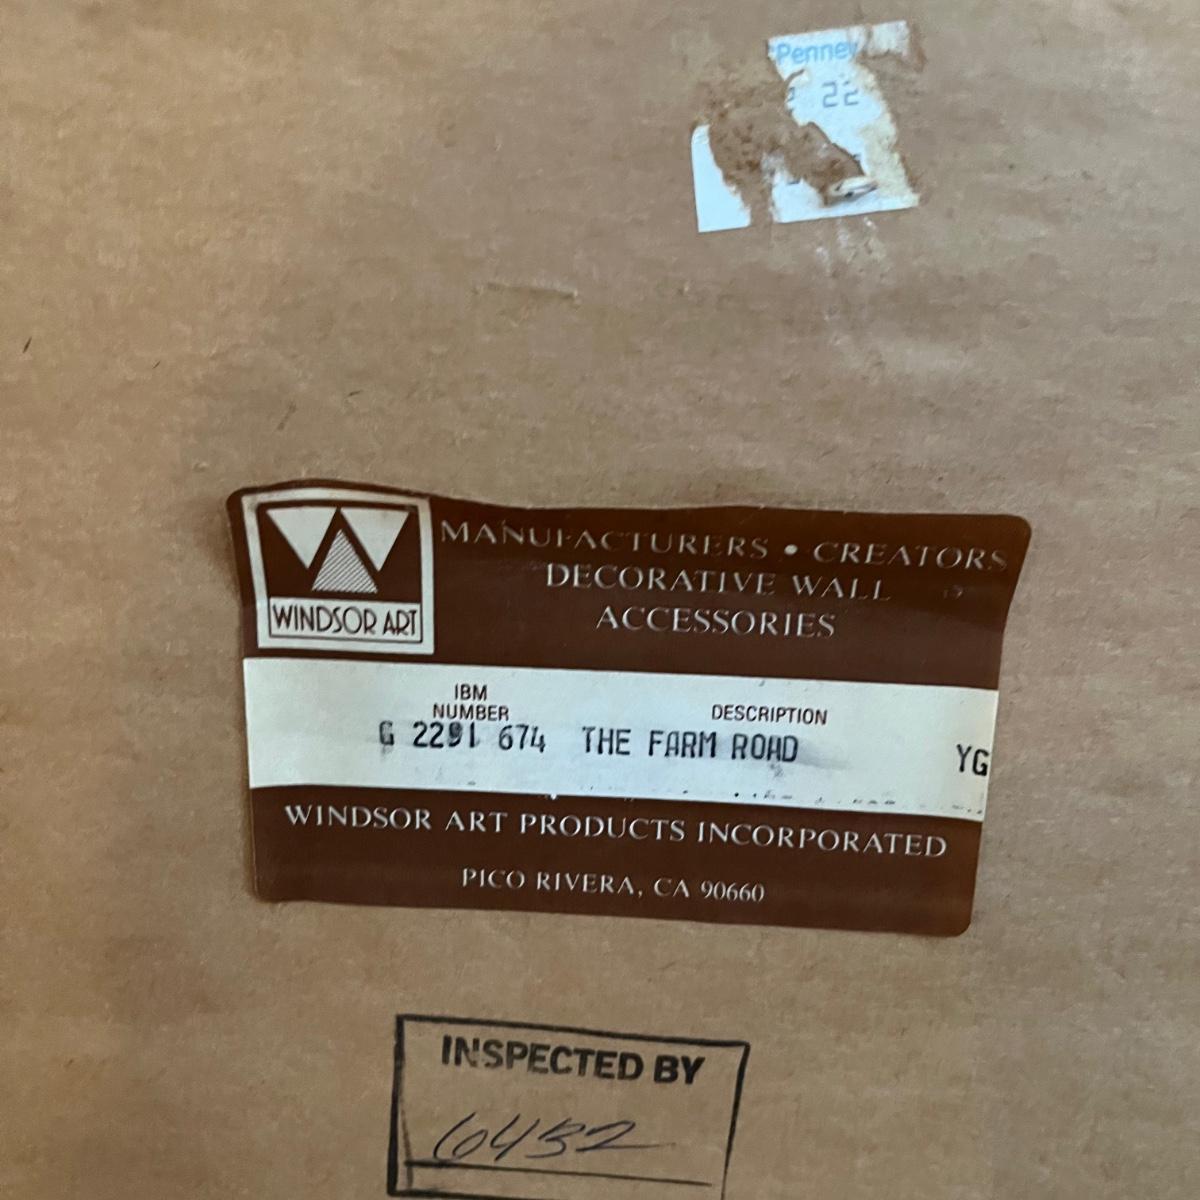 Penney
22
MANUFACTURERS • CREATORS
DECORATIVE WALL
ACCESSORIES
WINDSOR ART
IBM
NUMBER
DESCRIPTION
G 2291 674 THE FARM ROAD YG
WINDSOR ART PRODUCTS INCORPORATED
PICO RIVERA, CA 90660
INSPECTED BY
6432